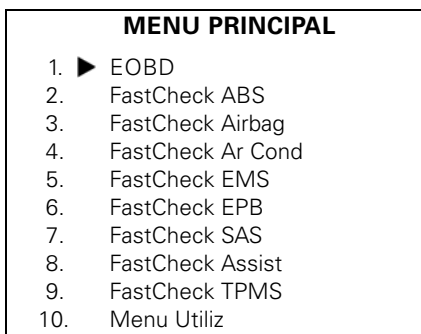 MENU PRINCIPAL
1. ▶ EOBD
2. FastCheck ABS
3. FastCheck Airbag
4. FastCheck Ar Cond
5. FastCheck EMS
6. FastCheck EPB
7. FastCheck SAS
8. FastCheck Assist
9. FastCheck TPMS
10. Menu Utiliz